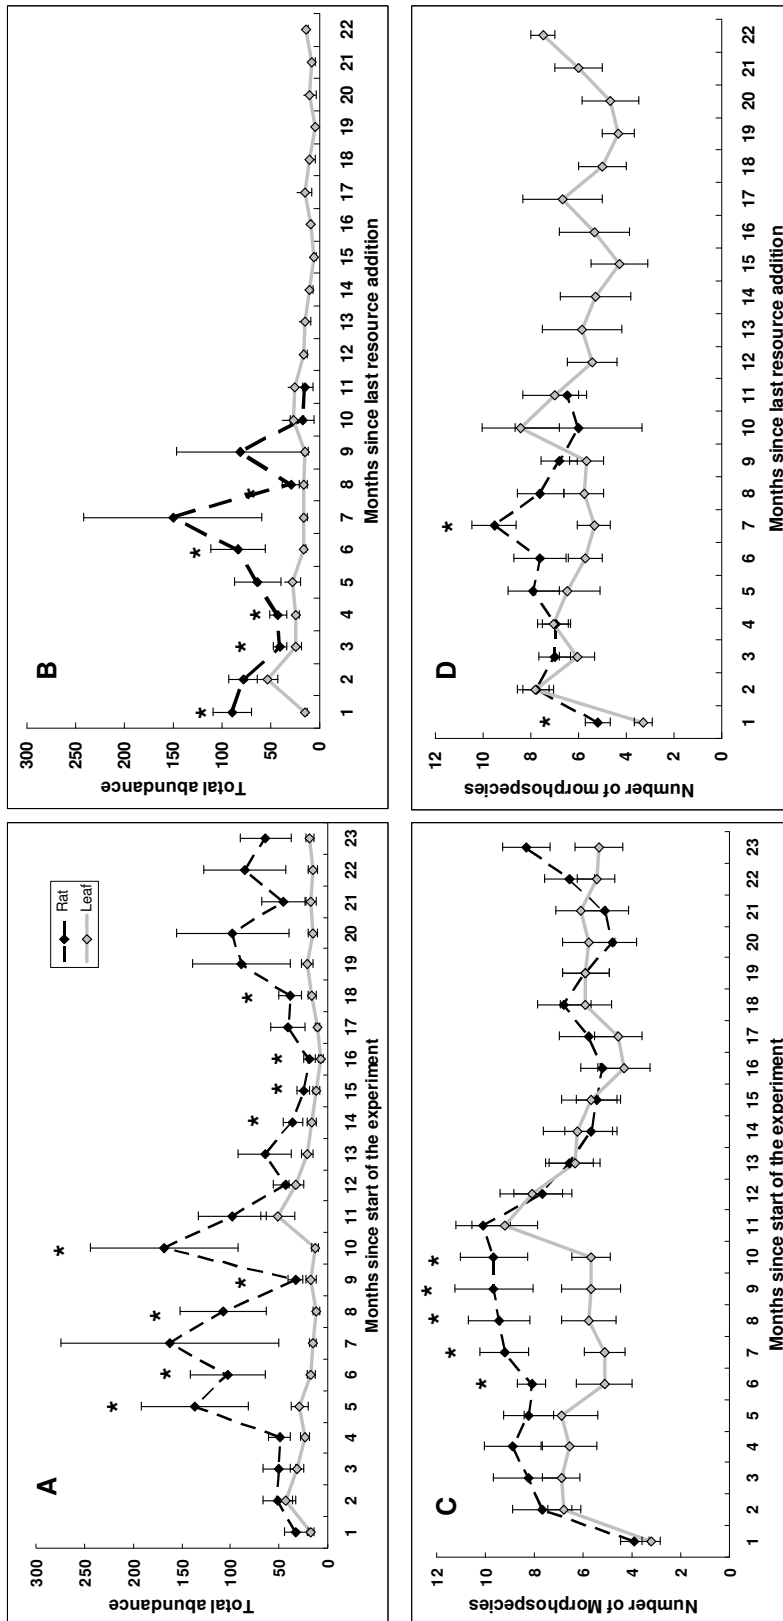 A
Total abundance
300
250
200
150
100
50
0
1 2 3 4 5 6 7 8 9 10 11 12 13 14 15 16 17 18 19 20 21 22 23
Months since start of the experiment
Rat
Leaf
* * * * * * * * *
B
Total abundance
300
250
200
150
100
50
0
1 2 3 4 5 6 7 8 9 10 11 12 13 14 15 16 17 18 19 20 21 22
Months since last resource addition
* * * * *
C
Number of Morphospecies
12
10
8
6
4
2
0
1 2 3 4 5 6 7 8 9 10 11 12 13 14 15 16 17 18 19 20 21 22 23
Months since start of the experiment
* * * * *
D
Number of morphospecies
12
10
8
6
4
2
0
1 2 3 4 5 6 7 8 9 10 11 12 13 14 15 16 17 18 19 20 21 22
Months since last resource addition
* *